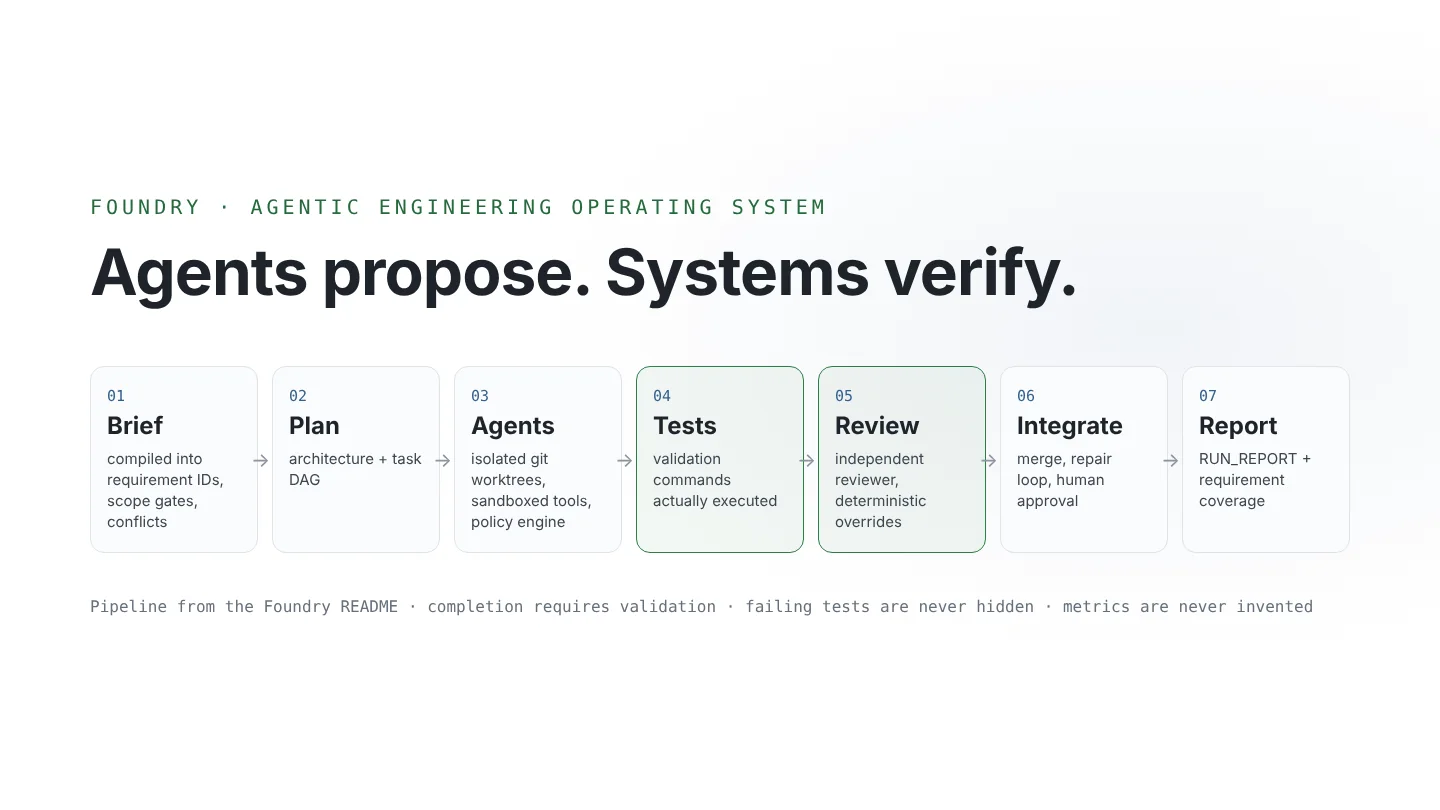 FOUNDRY · AGENTIC ENGINEERING OPERATING SYSTEM
Agents propose. Systems verify.
01
Brief
compiled into
requirement IDs,
scope gates,
conflicts
→
02
Plan
architecture + task
DAG
→
03
Agents
isolated git
worktrees,
sandboxed tools,
policy engine
→
04
Tests
validation
commands
actually executed
→
05
Review
independent
reviewer,
deterministic
overrides
→
06
Integrate
merge, repair
loop, human
approval
→
07
Report
RUN_REPORT +
requirement
coverage
Pipeline from the Foundry README · completion requires validation · failing tests are never hidden · metrics are never invented